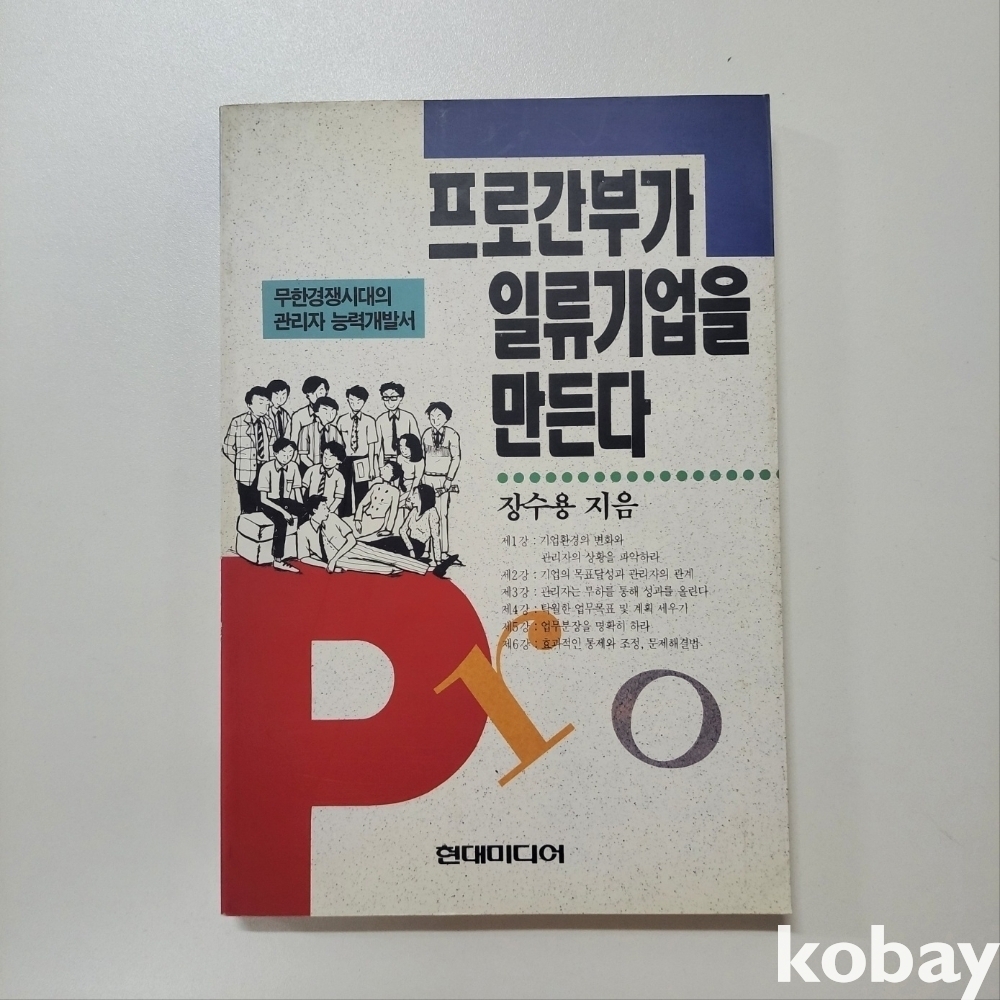 프로간부가
일류기업을
만든다
무한경쟁시대의
관리자 능력개발서
장수용 지음
제1강 : 기업환경의 변화와
관리자의 상황을 파악하라
제2강 : 기업의 목표달성과 관리자의 관계
제3강 : 관리자는 부하를 통해 성과를 올린다
제4강 : 탁월한 업무목표 및 계획 세우기
제5강 : 업무분장을 명확히 하라
제6강 : 효과적인 통제와 조정, 문제해결법
Pro
현대미디어
kobay